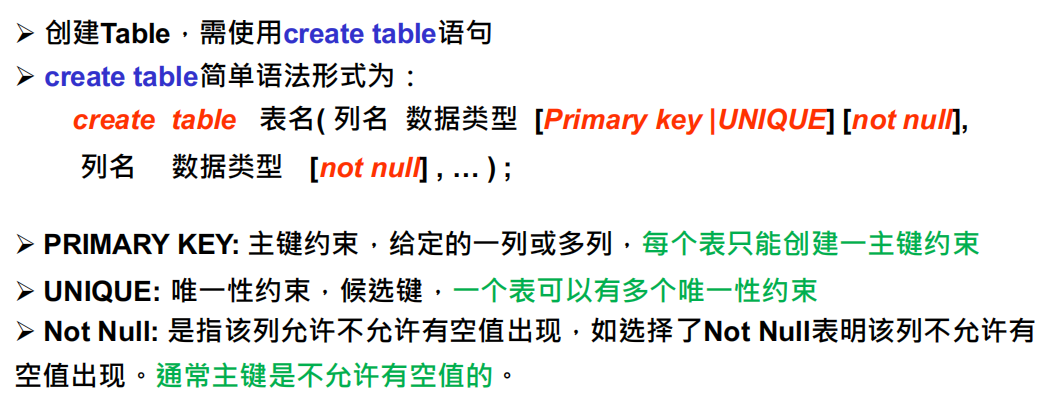 ➢ 创建Table，需使用create table语句
➢ create table简单语法形式为：
create table 表名( 列名 数据类型 [Primary key |UNIQUE] [not null],
列名 数据类型 [not null] , … ) ;
➢ PRIMARY KEY: 主键约束，给定的一列或多列，每个表只能创建一主键约束
➢ UNIQUE: 唯一性约束，候选键，一个表可以有多个唯一性约束
➢ Not Null: 是指该列允许不允许有空值出现，如选择了Not Null表明该列不允许有
空值出现。通常主键是不允许有空值的。